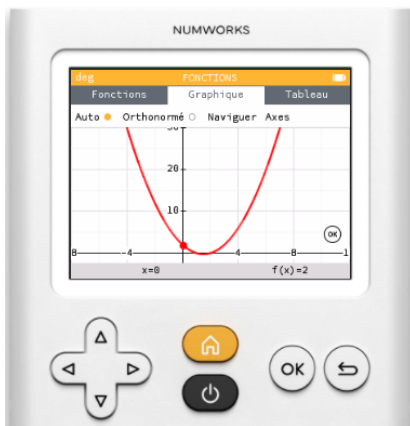 NUMWORKS
deg FONCTIONS
Fonctions Graphique Tableau
Auto Orthonormé Naviguer Axes
30
20
10
8 -4 4 8 1
OK
x=0 f(x)=2
OK